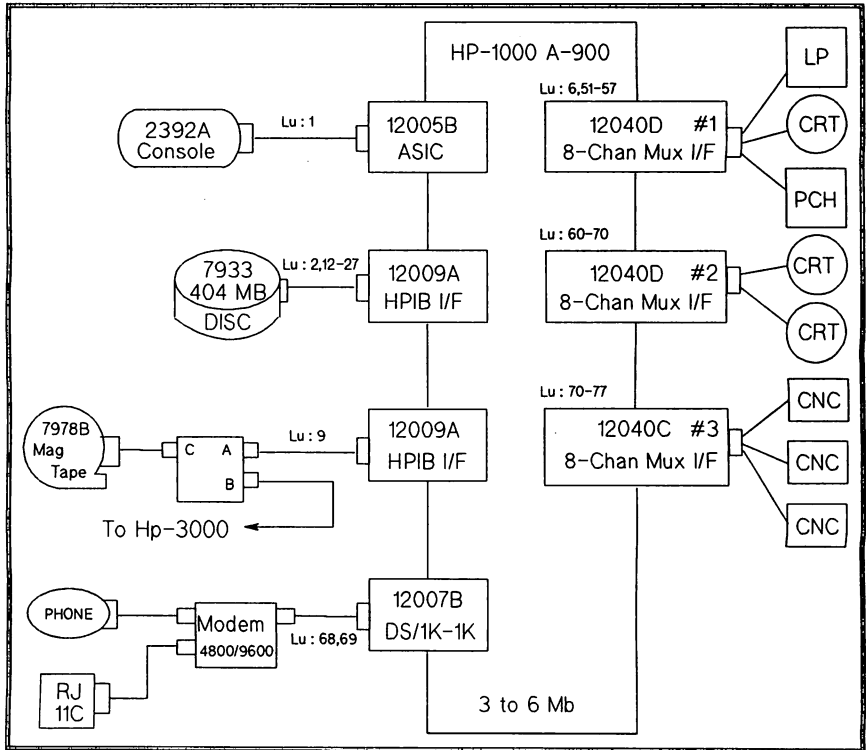 HP-1000 A-900
2392A
Console
Lu : 1
12005B
ASIC
7933
404 MB
DISC
Lu : 2,12-27
12009A
HPIB I/F
7978B
Mag
Tape
C A
B
Lu : 9
12009A
HPIB I/F
To Hp-3000
PHONE
Modem
4800/9600
Lu : 68,69
12007B
DS/1K-1K
RJ
11C
3 to 6 Mb
Lu : 6,51-57
12040D #1
8-Chan Mux I/F
LP
CRT
PCH
Lu : 60-70
12040D #2
8-Chan Mux I/F
CRT
CRT
Lu : 70-77
12040C #3
8-Chan Mux I/F
CNC
CNC
CNC